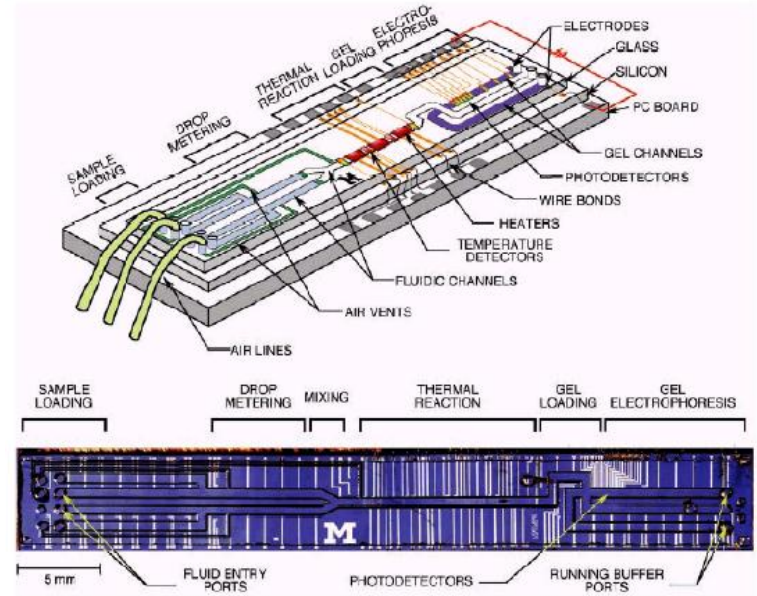 ELECTRO-
PHORESIS
GEL
LOADING
THERMAL
REACTION
DROP
METERING
SAMPLE
LOADING
ELECTRODES
GLASS
SILICON
PC BOARD
GEL CHANNELS
PHOTODETECTORS
WIRE BONDS
HEATERS
TEMPERATURE
DETECTORS
FLUIDIC CHANNELS
AIR VENTS
AIR LINES
SAMPLE
LOADING
DROP
METERING
MIXING
THERMAL
REACTION
GEL
LOADING
GEL
ELECTROPHORESIS
M
5 mm
FLUID ENTRY
PORTS
PHOTODETECTORS
RUNNING BUFFER
PORTS